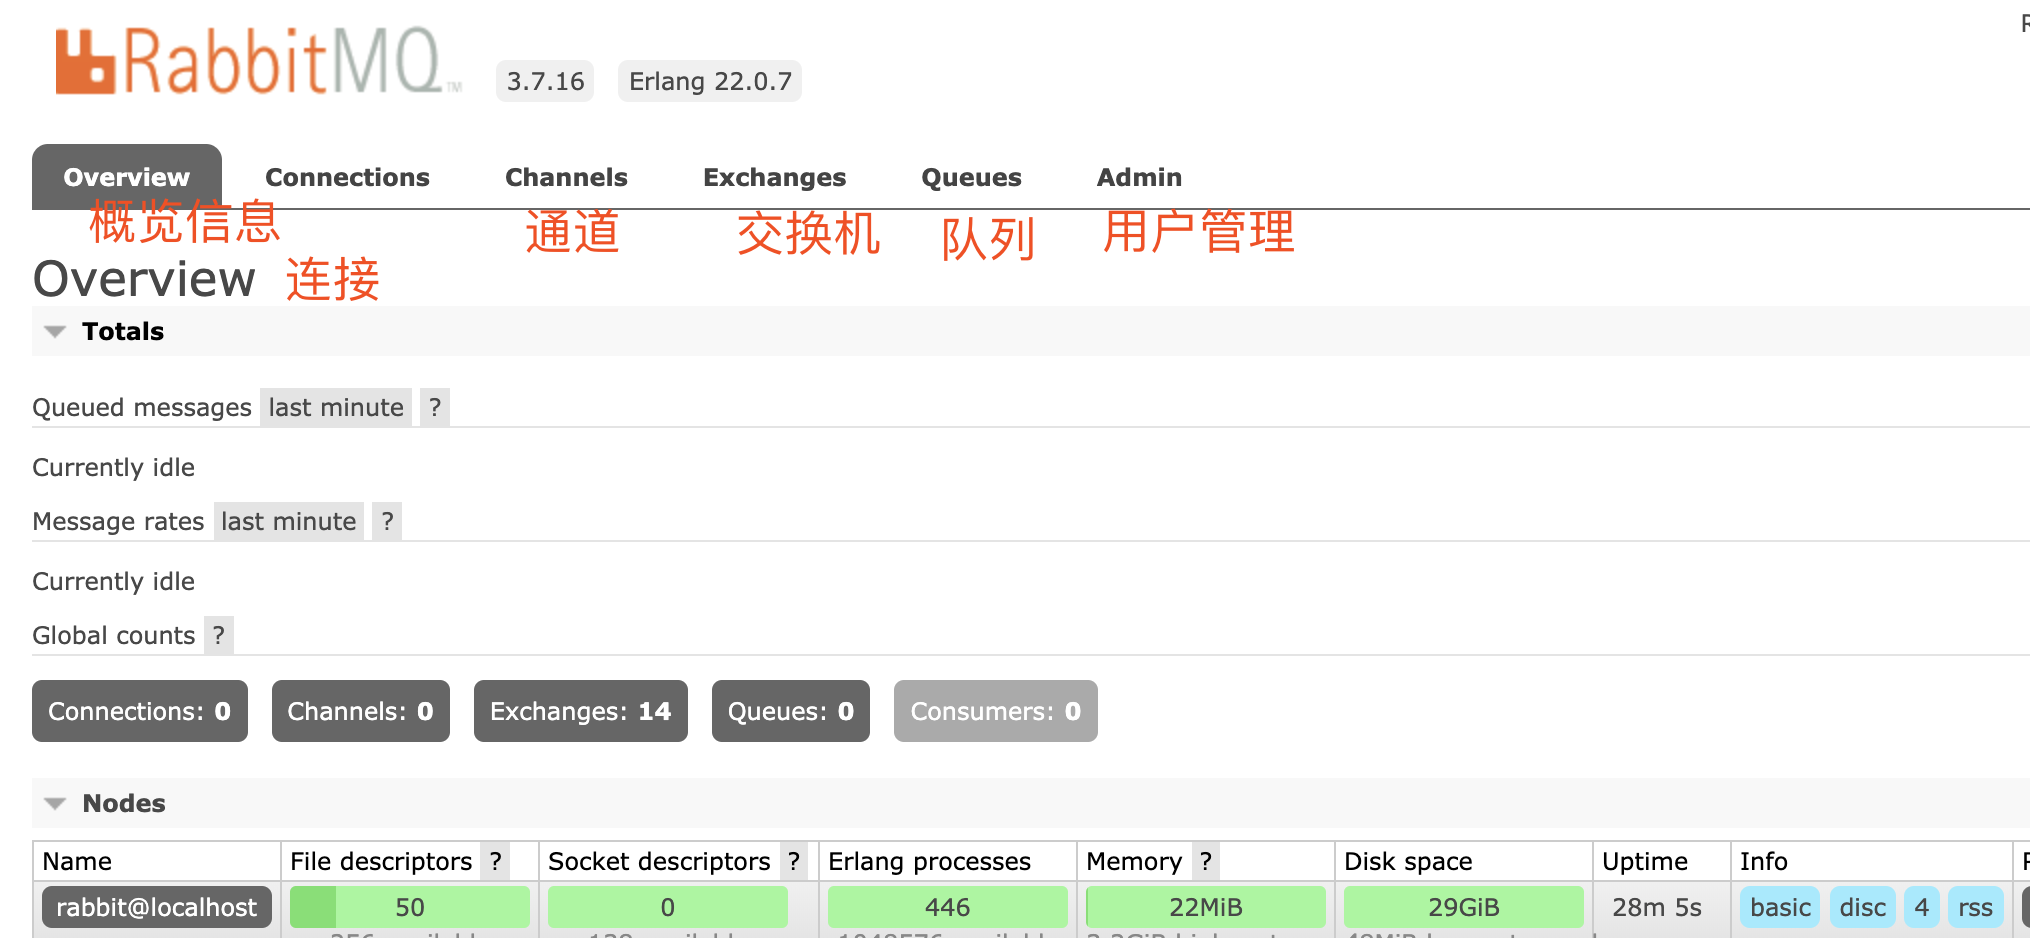 RabbitMQ TM 3.7.16 Erlang 22.0.7
Overview Connections Channels Exchanges Queues Admin
概览信息 通道 交换机 队列 用户管理
Overview 连接
Totals
Queued messages last minute ?
Currently idle
Message rates last minute ?
Currently idle
Global counts ?
Connections: 0 Channels: 0 Exchanges: 14 Queues: 0 Consumers: 0
Nodes
Name File descriptors ? Socket descriptors ? Erlang processes Memory ? Disk space Uptime Info
rabbit@localhost 50 0 446 22MiB 29GiB 28m 5s basic disc 4 rss